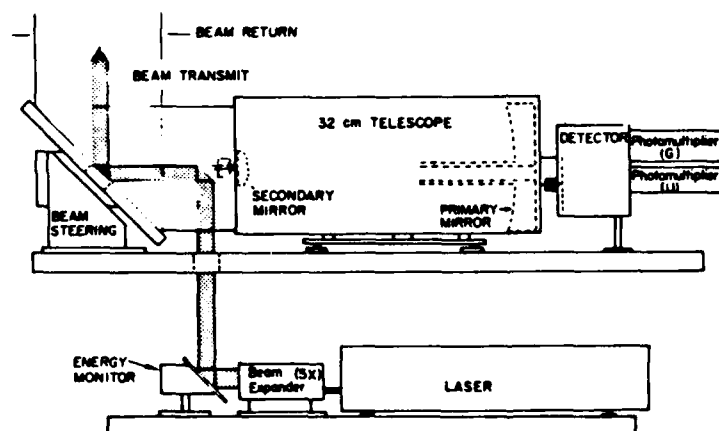 BEAM RETURN
BEAM TRANSMIT
32 cm TELESCOPE
DETECTOR
Photomultiplier
(G)
Photomultiplier
(U)
SECONDARY
MIRROR
PRIMARY
MIRROR
BEAM
STEERING
ENERGY
MONITOR
Beam (5X)
Expander
LASER